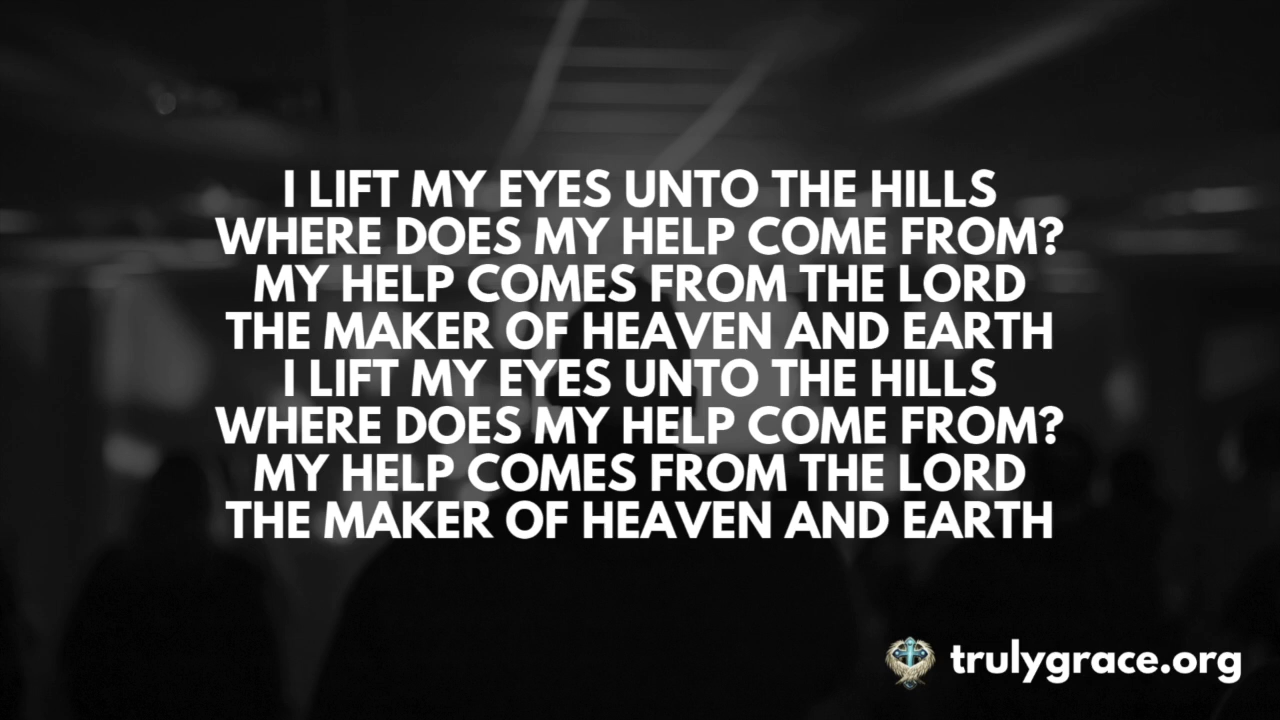 I LIFT MY EYES UNTO THE HILLS
WHERE DOES MY HELP COME FROM?
MY HELP COMES FROM THE LORD
THE MAKER OF HEAVEN AND EARTH
I LIFT MY EYES UNTO THE HILLS
WHERE DOES MY HELP COME FROM?
MY HELP COMES FROM THE LORD
THE MAKER OF HEAVEN AND EARTH
trulygrace.org